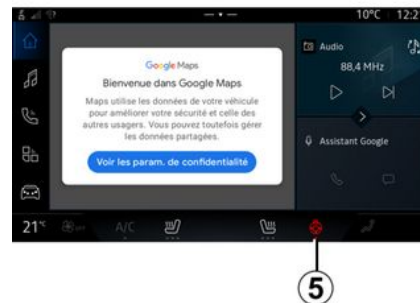 10°C 12:2
Google Maps
Bienvenue dans Google Maps
Maps utilise les données de votre véhicule
pour améliorer votre sécurité et celle des
autres usagers. Vous pouvez toutefois gérer
les données partagées.
Voir les param. de confidentialité
Audio
88,4 MHz
Assistant Google
21°C
OFF
A/C
5